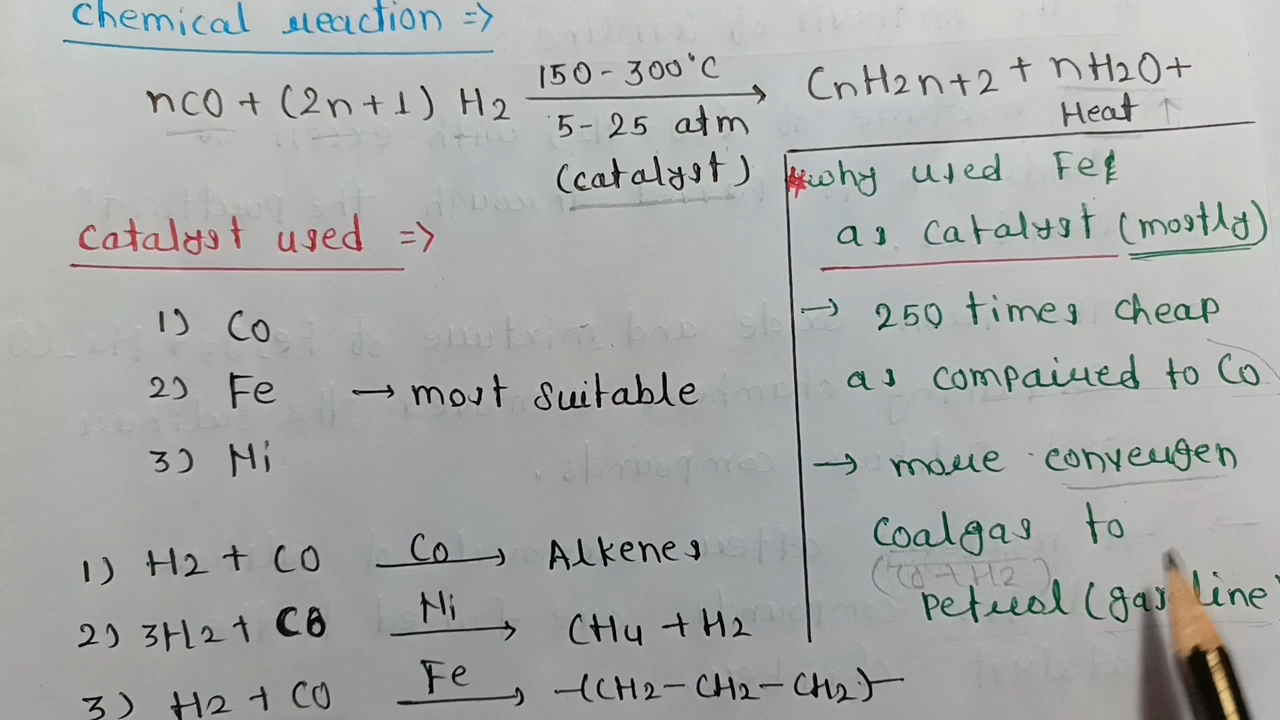 Chemical reaction =>
nCO + (2n+1) H2 150-300°C 5-25 atm (catalyst) → CnH2n+2 + nH2O +
Heat ↑
Catalyst used =>
1) Co
2) Fe → most suitable
3) Ni
1) H2 + CO Co → Alkenes
2) 3H2 + CO Ni → CH4 + H2
3) H2 + CO Fe → -(CH2-CH2-CH2)-
*why used Fe
as catalyst (mostly)
→ 250 times cheap
as compaired to Co
→ more convergen
coalgas to
(CO+H2)
Petrol (gasoline)